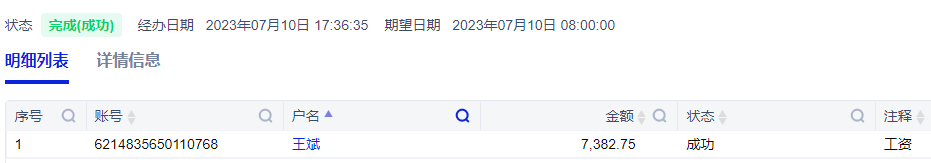 状态 完成(成功) 经办日期 2023年07月10日 17:36:35 期望日期 2023年07月10日 08:00:00
明细列表 详情信息
序号 账号 户名 金额 状态 注释
1 6214835650110768 王斌 7,382.75 成功 工资